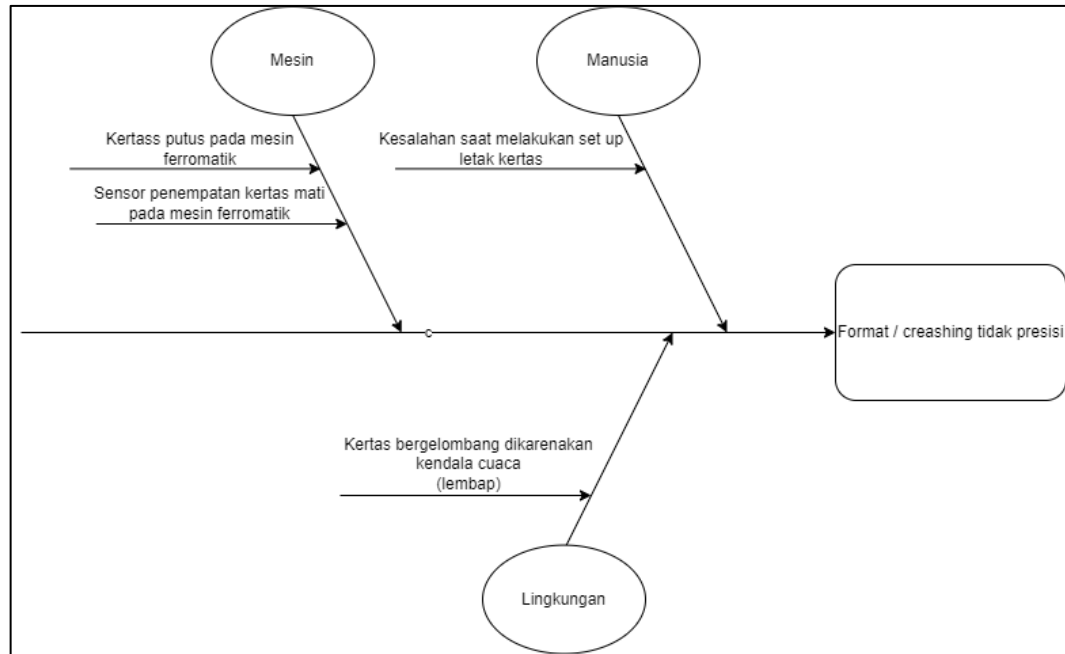 Mesin
Manusia
Kertass putus pada mesin
ferromatik
Kesalahan saat melakukan set up
letak kertas
Sensor penempatan kertas mati
pada mesin ferromatik
c
Format / creashing tidak presisi
Kertas bergelombang dikarenakan
kendala cuaca
(lembap)
Lingkungan